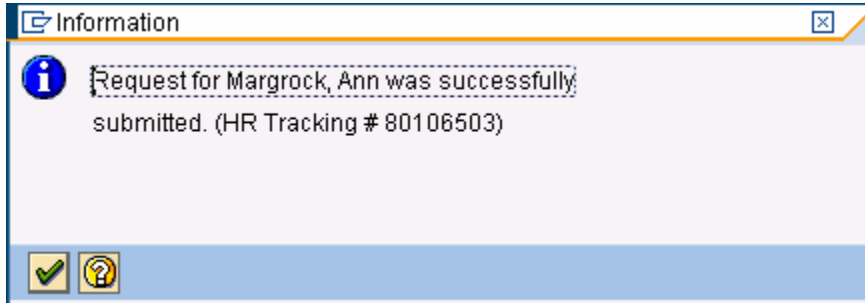 Information
Request for Margrock, Ann was successfully
submitted. (HR Tracking # 80106503)